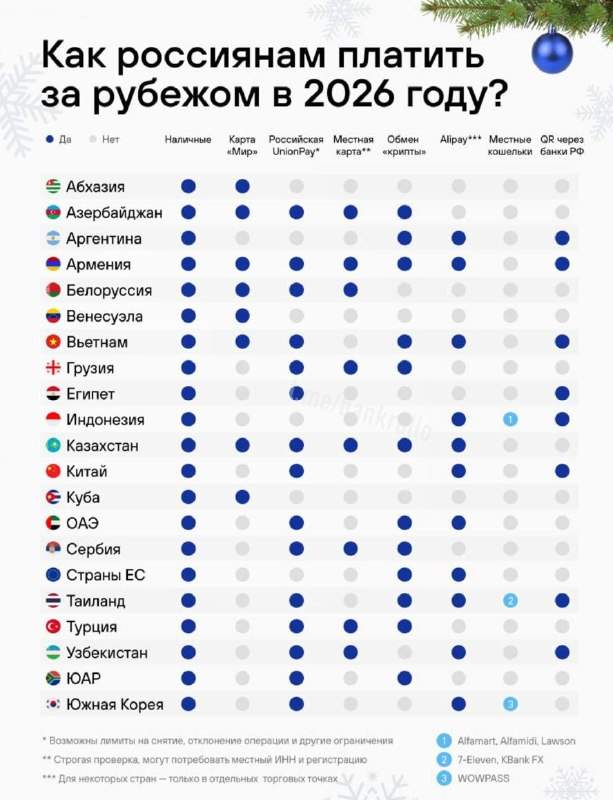 Как россиянам платить
за рубежом в 2026 году?
Да Нет Наличные Карта «Мир» Российская UnionPay* Местная карта** Обмен «крипты» Alipay*** Местные кошельки QR через банки РФ
Абхазия
Азербайджан
Аргентина
Армения
Белоруссия
Венесуэла
Вьетнам
Грузия
Египет
Индонезия 1
Казахстан
Китай
Куба
ОАЭ
Сербия
Страны ЕС
Таиланд 2
Турция
Узбекистан
ЮАР
Южная Корея 3
* Возможны лимиты на снятие, отклонение операции и другие ограничения
** Строгая проверка, могут потребовать местный ИНН и регистрацию
*** Для некоторых стран — только в отдельных торговых точках
1 Alfamart, Alfamidi, Lawson
2 7-Eleven, KBank FX
3 WOWPASS